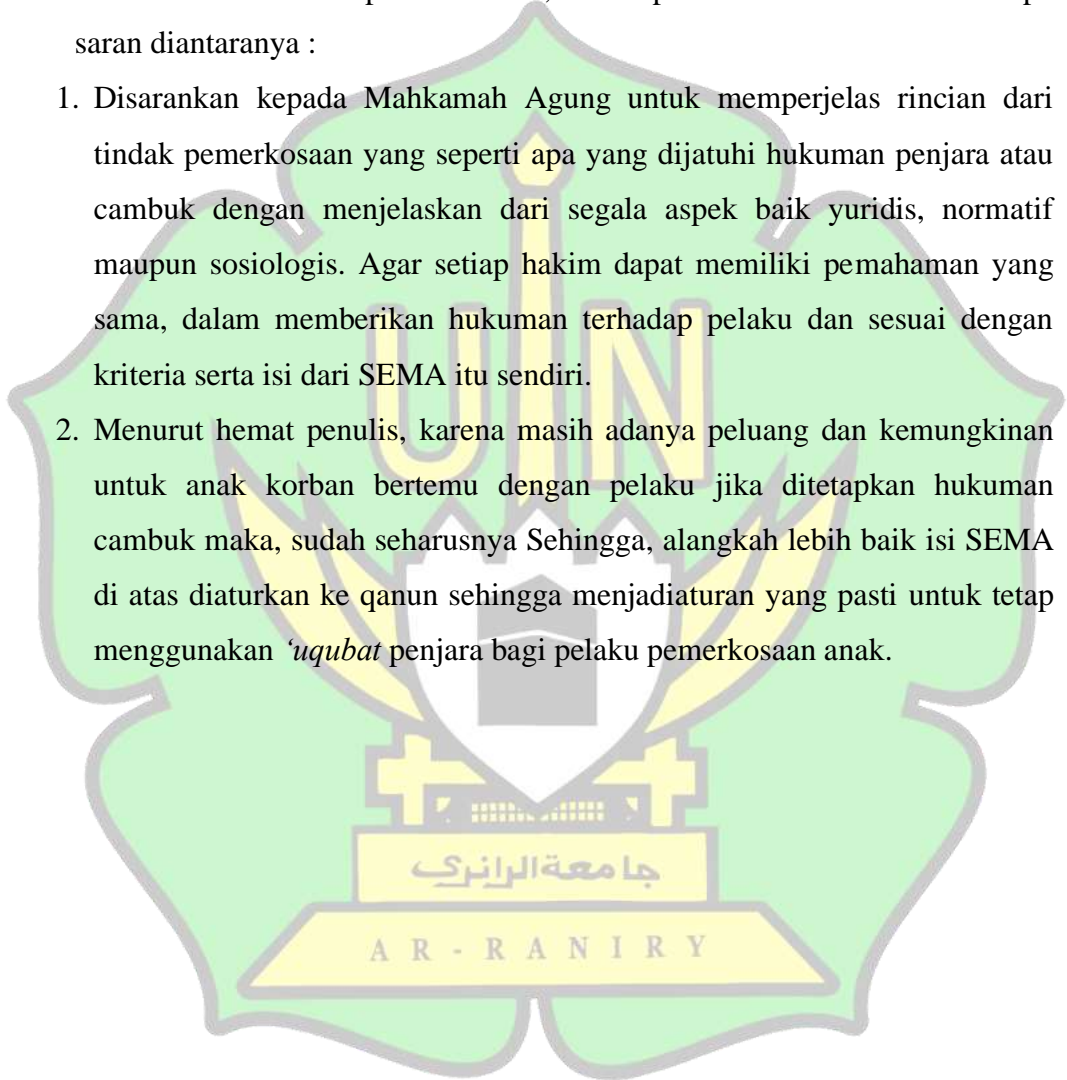 saran diantaranya :
1. Disarankan kepada Mahkamah Agung untuk memperjelas rincian dari
tindak pemerkosaan yang seperti apa yang dijatuhi hukuman penjara atau
cambuk dengan menjelaskan dari segala aspek baik yuridis, normatif
maupun sosiologis. Agar setiap hakim dapat memiliki pemahaman yang
sama, dalam memberikan hukuman terhadap pelaku dan sesuai dengan
kriteria serta isi dari SEMA itu sendiri.
2. Menurut hemat penulis, karena masih adanya peluang dan kemungkinan
untuk anak korban bertemu dengan pelaku jika ditetapkan hukuman
cambuk maka, sudah seharusnya Sehingga, alangkah lebih baik isi SEMA
di atas diaturkan ke qanun sehingga menjadiaturan yang pasti untuk tetap
menggunakan ‘uqubat penjara bagi pelaku pemerkosaan anak.
UIN
جامعةالرانري
AR-RANIRY